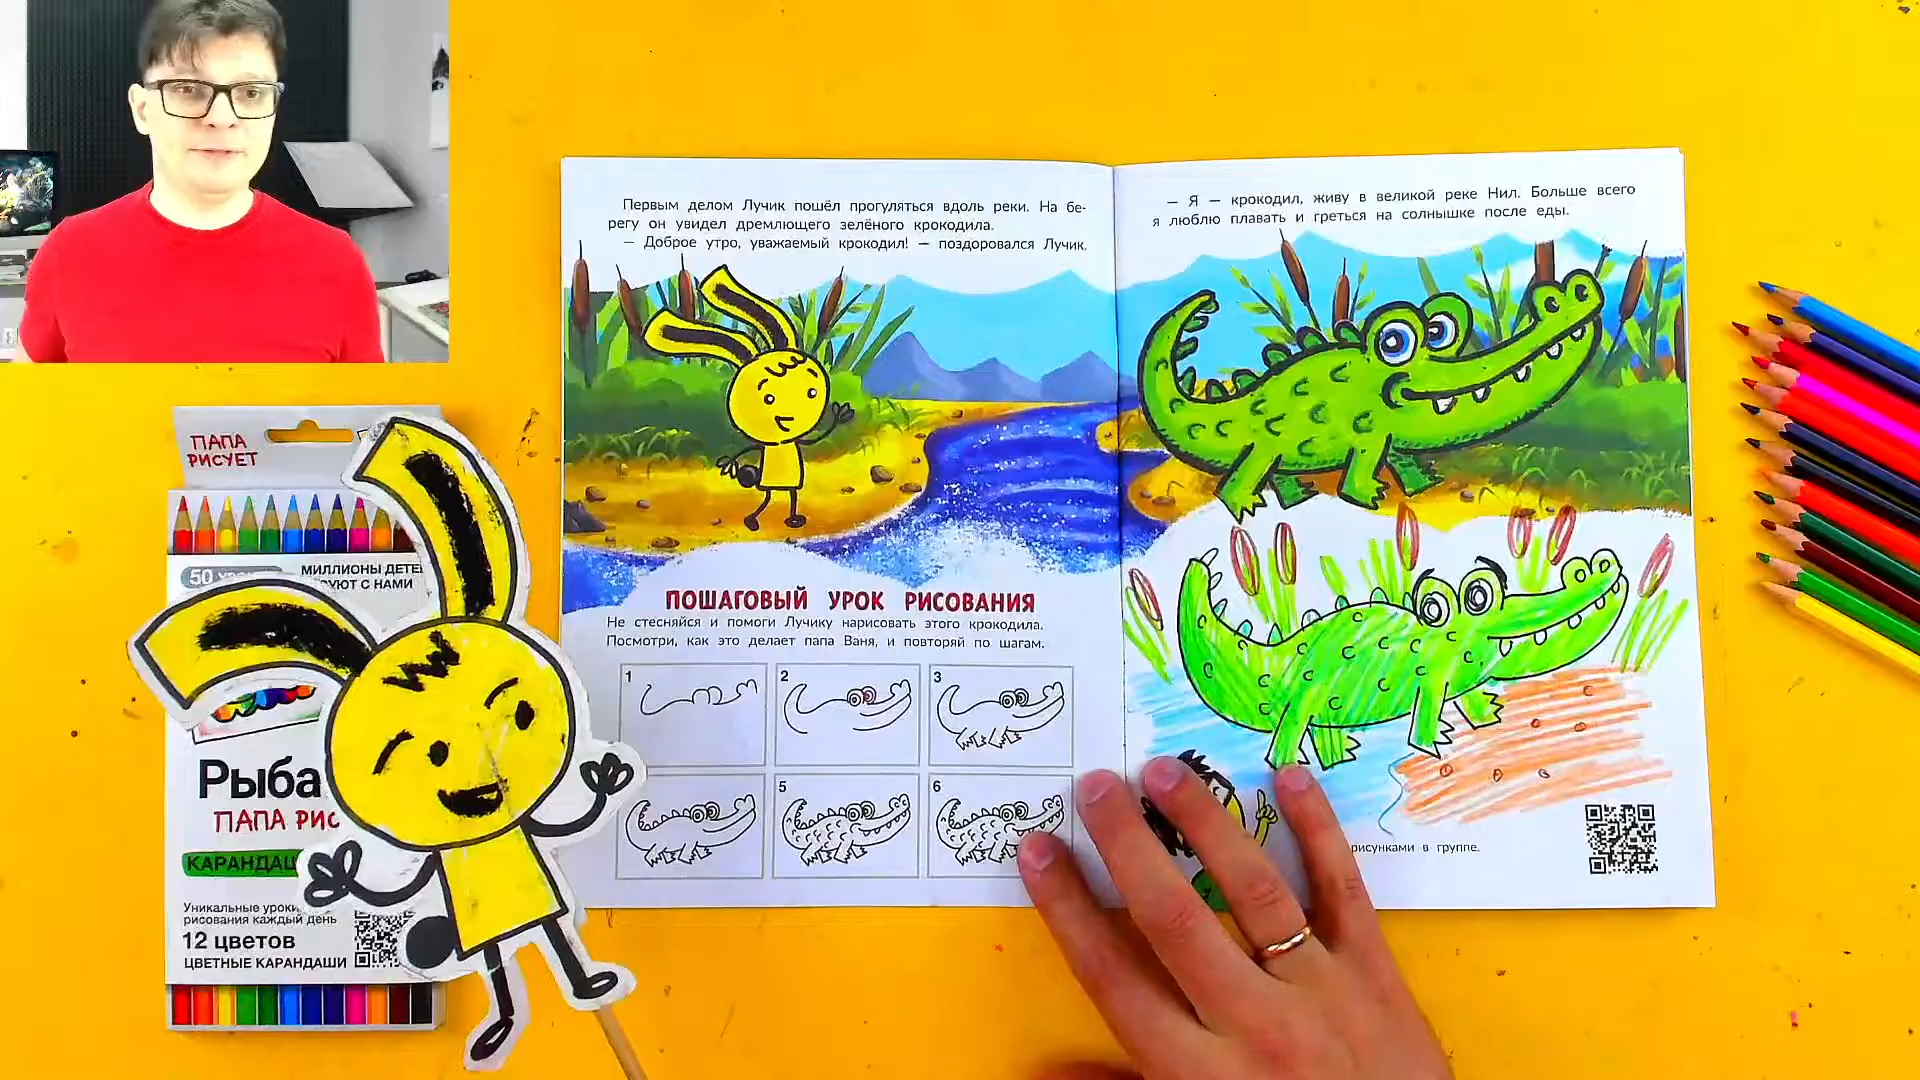 Первым делом Лучик пошёл прогуляться вдоль реки. На бе-
регу он увидел дремлющего зелёного крокодила.
— Доброе утро, уважаемый крокодил! — поздоровался Лучик.
— Я — крокодил, живу в великой реке Нил. Больше всего
я люблю плавать и греться на солнышке после еды.
ПОШАГОВЫЙ УРОК РИСОВАНИЯ
Не стесняйся и помоги Лучику нарисовать этого крокодила.
Посмотри, как это делает папа Ваня, и повторяй по шагам.
1
2
3
5
6
рисунками в группе.
ПАПА
РИСУЕТ
50
МИЛЛИОНЫ ДЕТЕ
С НАМИ
Рыба
ПАПА РИС
КАРАНДАШ
Уникальные уроки
рисования каждый день
12 цветов
ЦВЕТНЫЕ КАРАНДАШИ